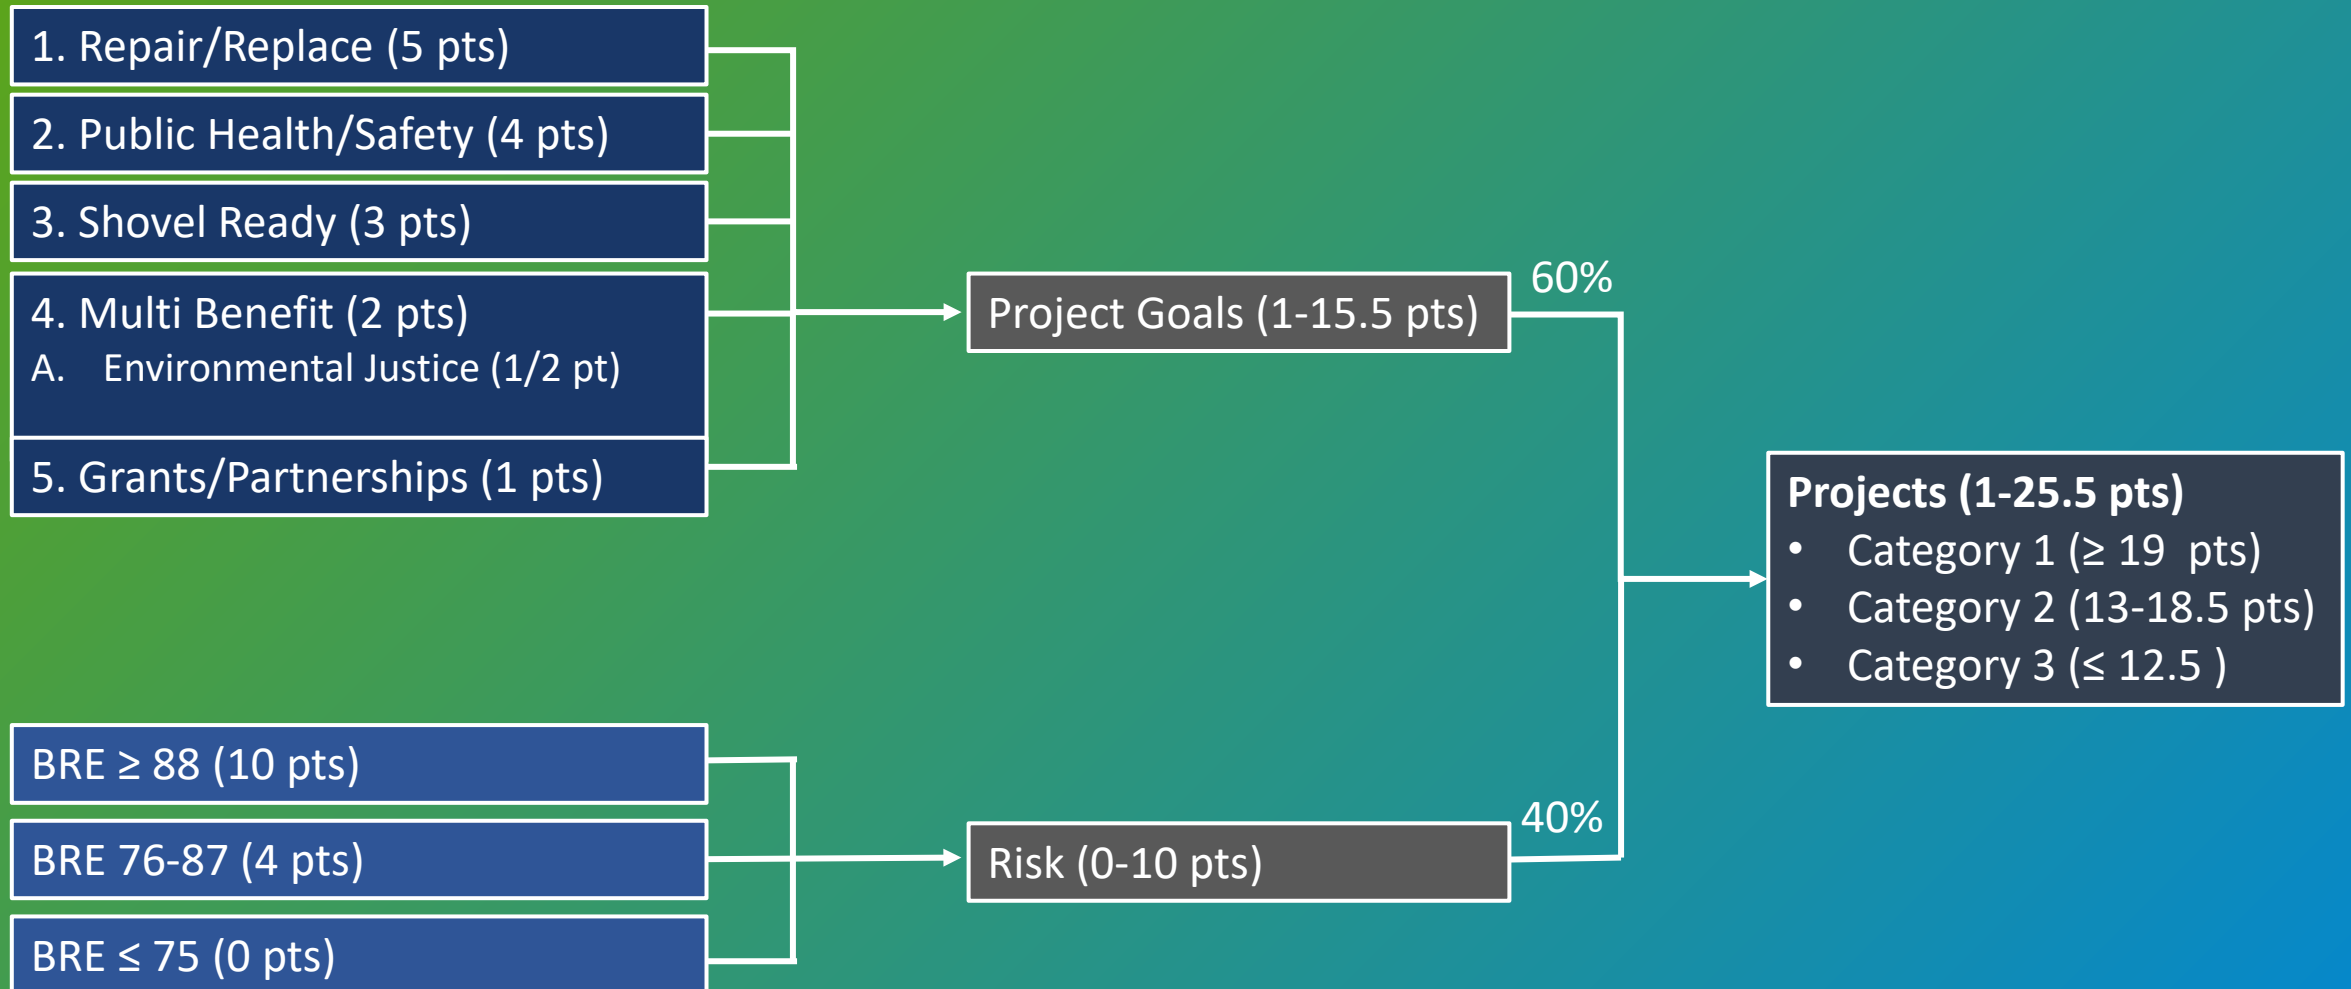 1. Repair/Replace (5 pts)
2. Public Health/Safety (4 pts)
3. Shovel Ready (3 pts)
4. Multi Benefit (2 pts)
A. Environmental Justice (1/2 pt)
5. Grants/Partnerships (1 pts)
Project Goals (1-15.5 pts)
60%
Projects (1-25.5 pts)
• Category 1 (≥ 19 pts)
• Category 2 (13-18.5 pts)
• Category 3 (≤ 12.5 )
BRE ≥ 88 (10 pts)
BRE 76-87 (4 pts)
BRE ≤ 75 (0 pts)
Risk (0-10 pts)
40%